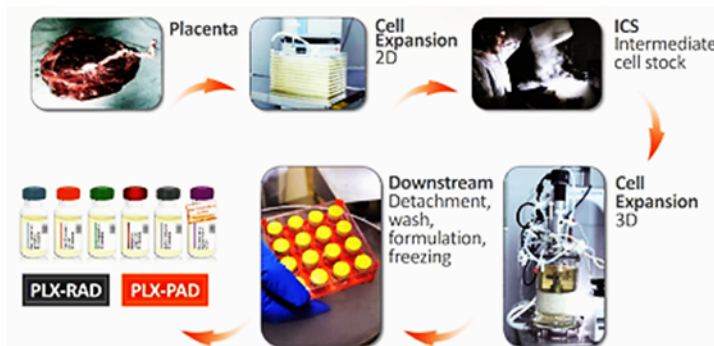 Placenta
Cell
Expansion
2D
ICS
Intermediate
cell stock
Cell
Expansion
3D
Downstream
Detachment,
wash,
formulation,
freezing
PLX-RAD
PLX-PAD